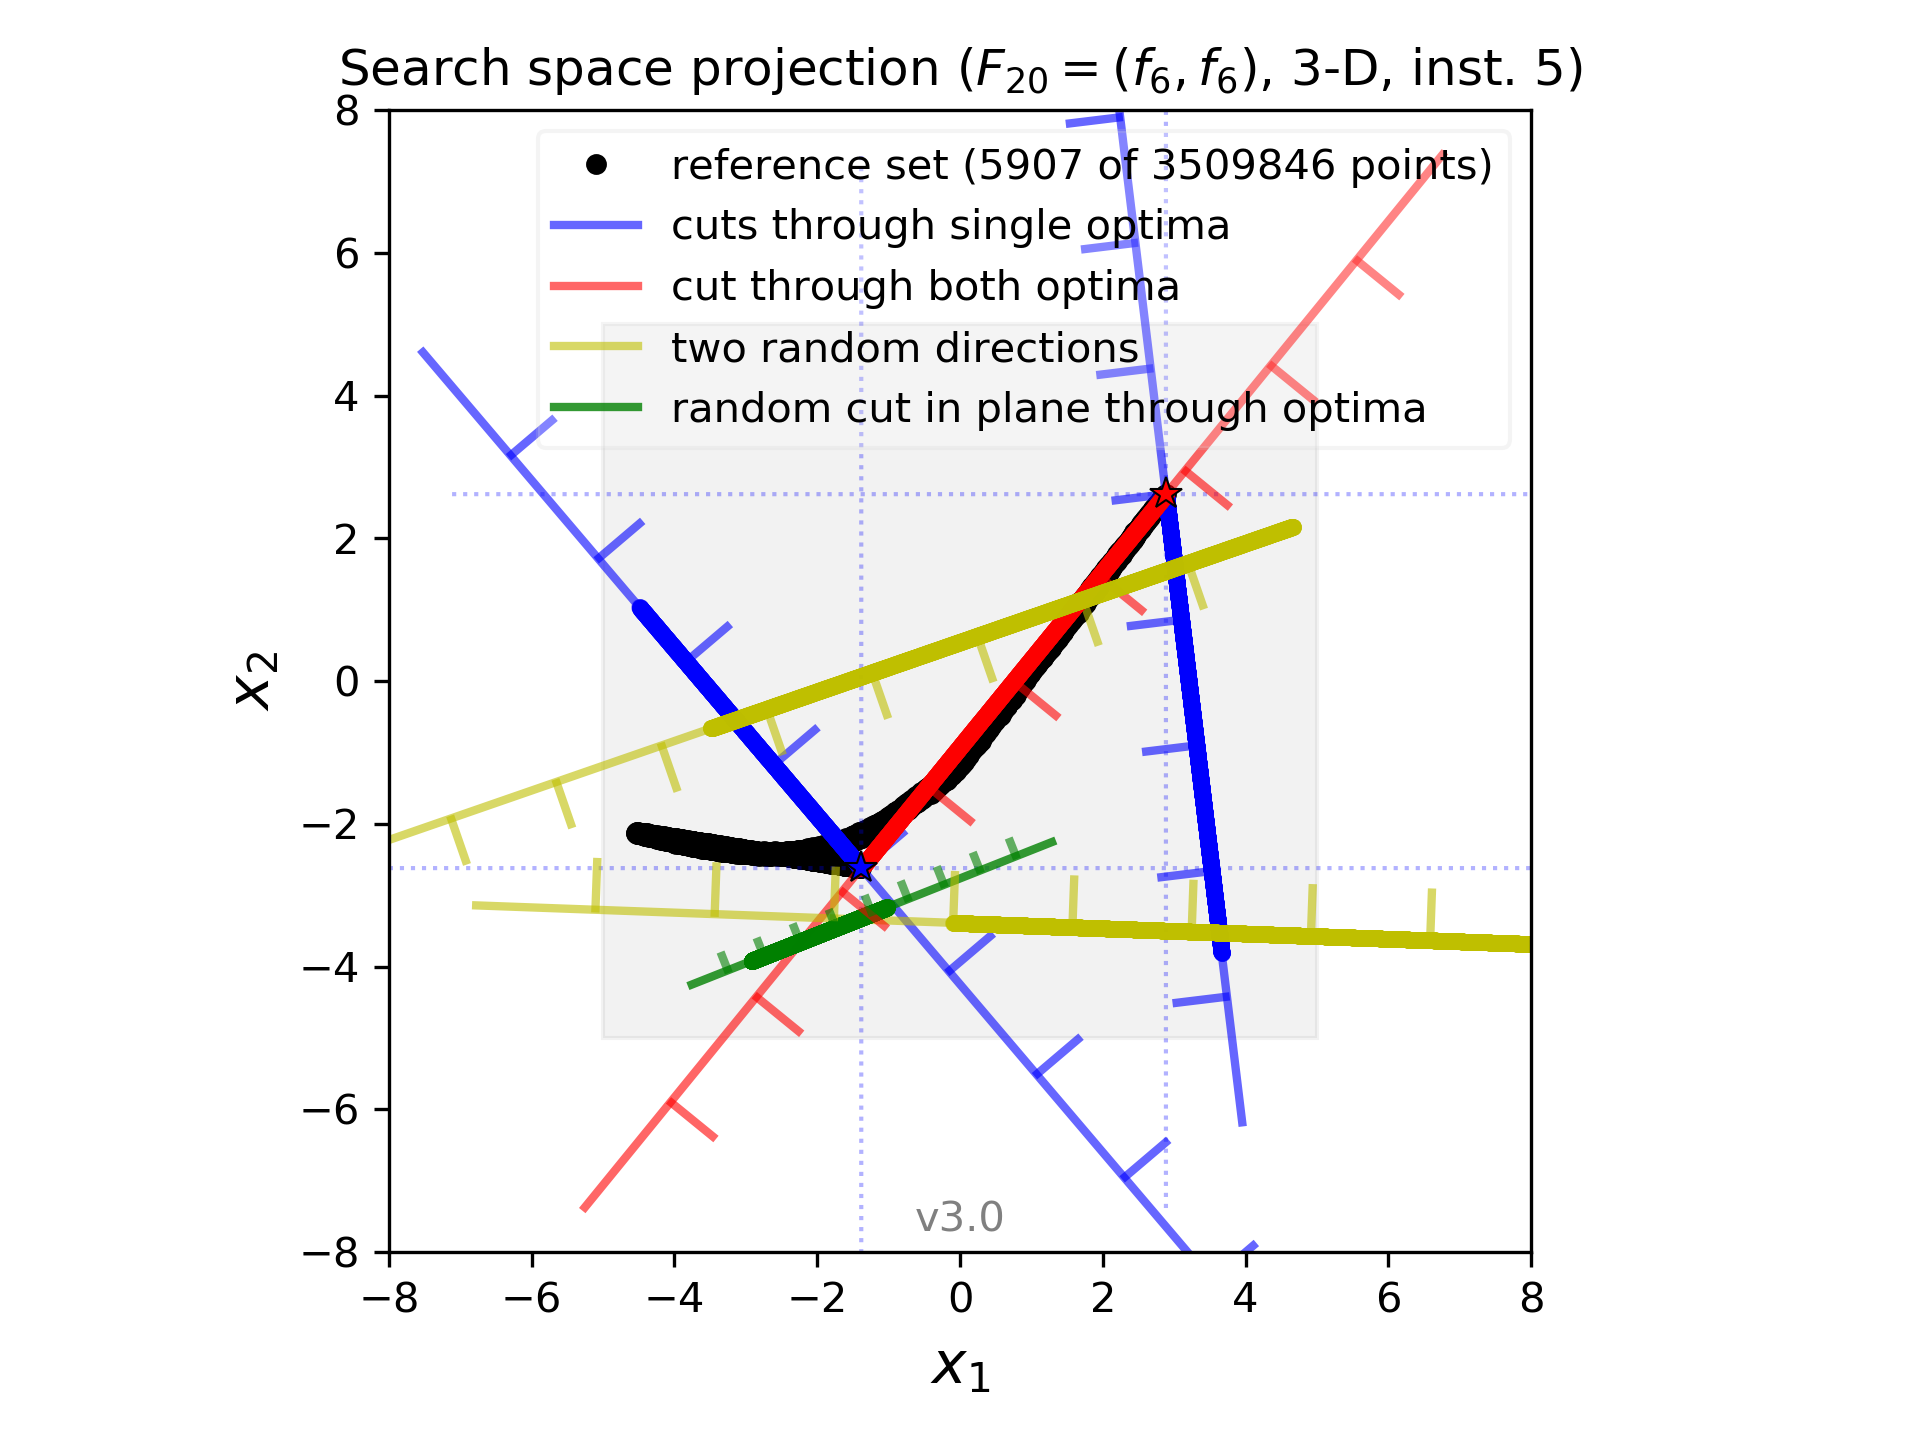 Search space projection (F20 = (f6, f6), 3-D, inst. 5)
reference set (5907 of 3509846 points)
cuts through single optima
cut through both optima
two random directions
random cut in plane through optima
8
6
4
2
0
−2
−4
−6
−8
x2
v3.0
−8 −6 −4 −2 0 2 4 6 8
x1